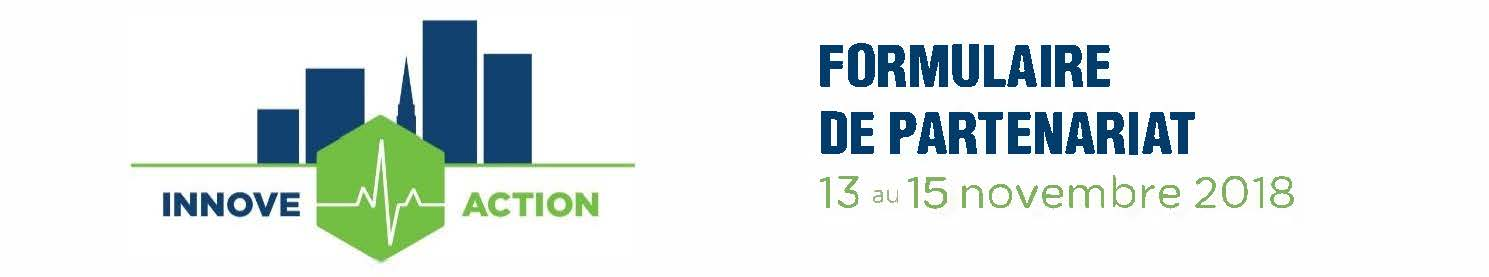 INNOVE ACTION
FORMULAIRE
DE PARTENARIAT
13 au 15 novembre 2018